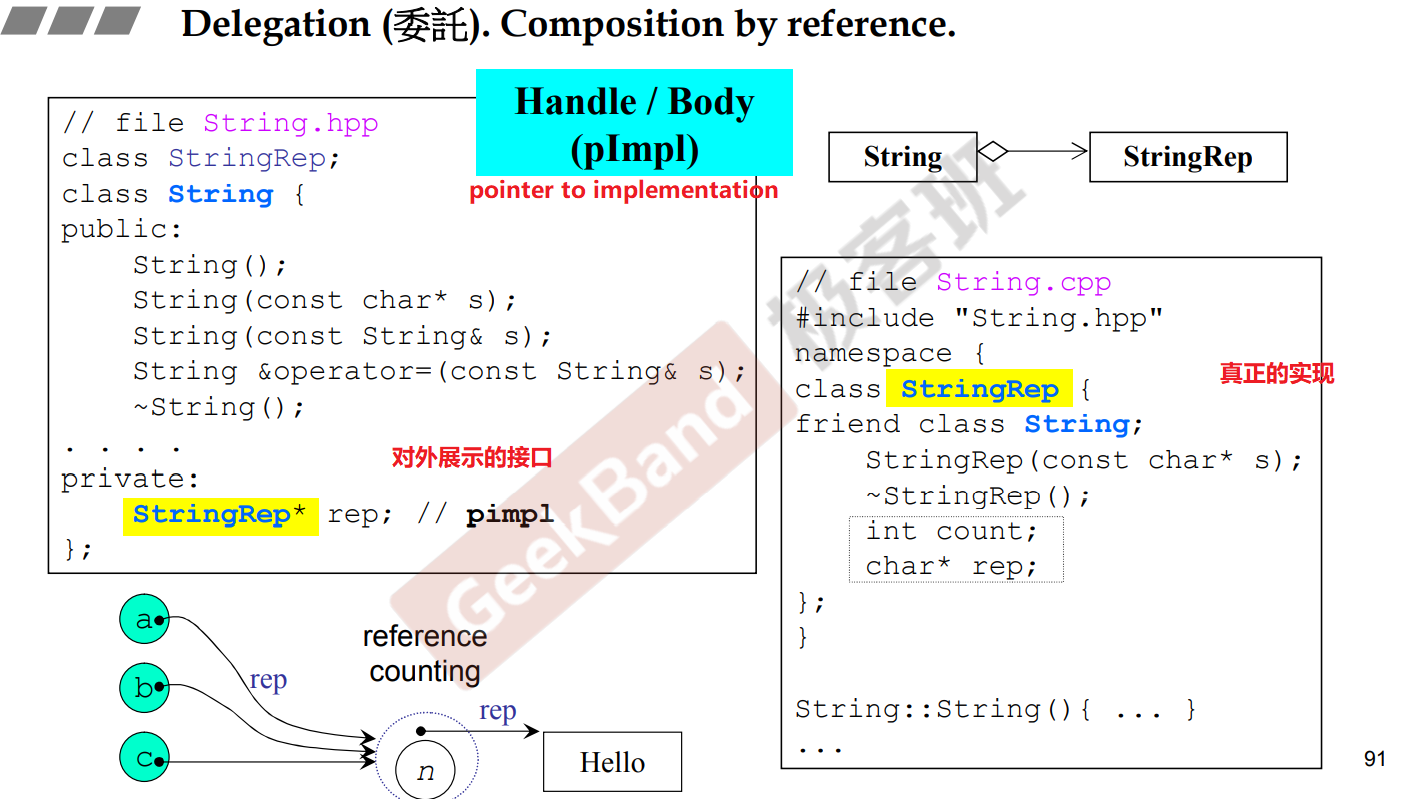 Delegation (委託). Composition by reference.
Handle / Body
(pImpl)
pointer to implementation
// file String.hpp
class StringRep;
class String {
public:
    String();
    String(const char* s);
    String(const String& s);
    String &operator=(const String& s);
    ~String();
. . . .
对外展示的接口
private:
    StringRep* rep; // pimpl
};
String
StringRep
// file String.cpp
#include "String.hpp"
namespace {
真正的实现
class StringRep {
friend class String;
    StringRep(const char* s);
    ~StringRep();
    int count;
    char* rep;
};
}
String::String(){ ... }
...
a
b
c
rep
reference
counting
rep
n
Hello
GeekBand 极客班
91